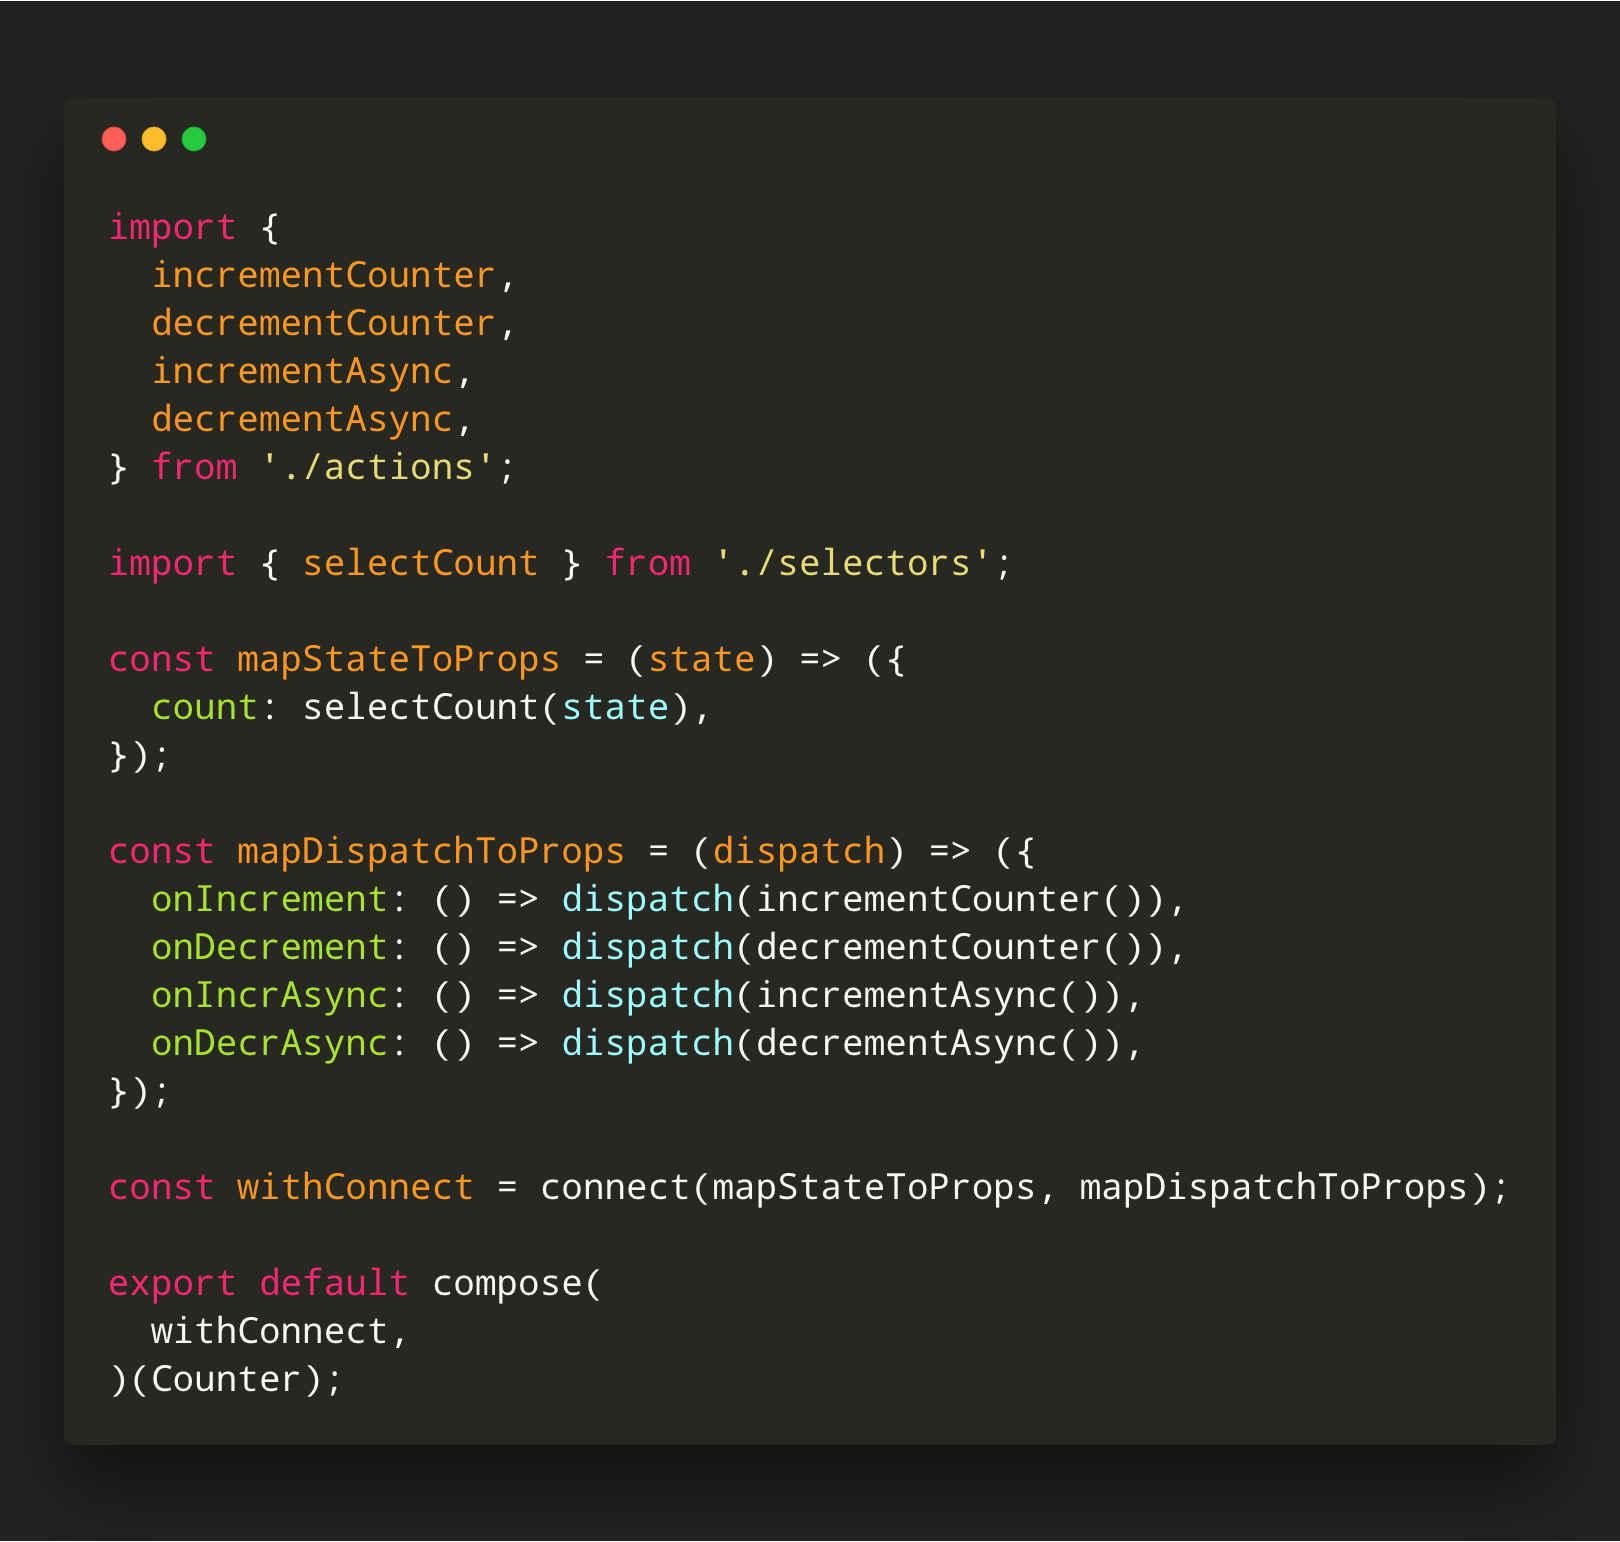 import {
  incrementCounter,
  decrementCounter,
  incrementAsync,
  decrementAsync,
} from './actions';

import { selectCount } from './selectors';

const mapStateToProps = (state) => ({
  count: selectCount(state),
});

const mapDispatchToProps = (dispatch) => ({
  onIncrement: () => dispatch(incrementCounter()),
  onDecrement: () => dispatch(decrementCounter()),
  onIncrAsync: () => dispatch(incrementAsync()),
  onDecrAsync: () => dispatch(decrementAsync()),
});

const withConnect = connect(mapStateToProps, mapDispatchToProps);

export default compose(
  withConnect,
)(Counter);